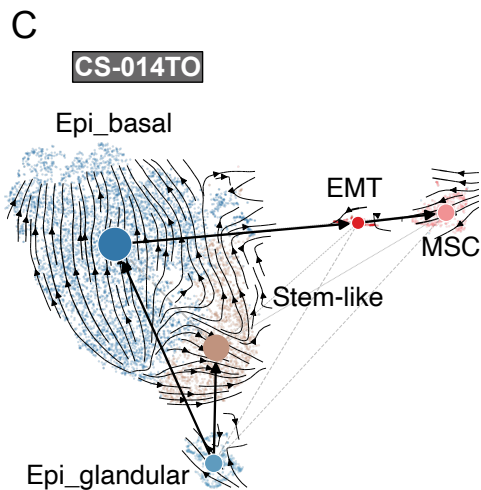 C
CS-014TO
Epi_basal
EMT
MSC
Stem-like
Epi_glandular